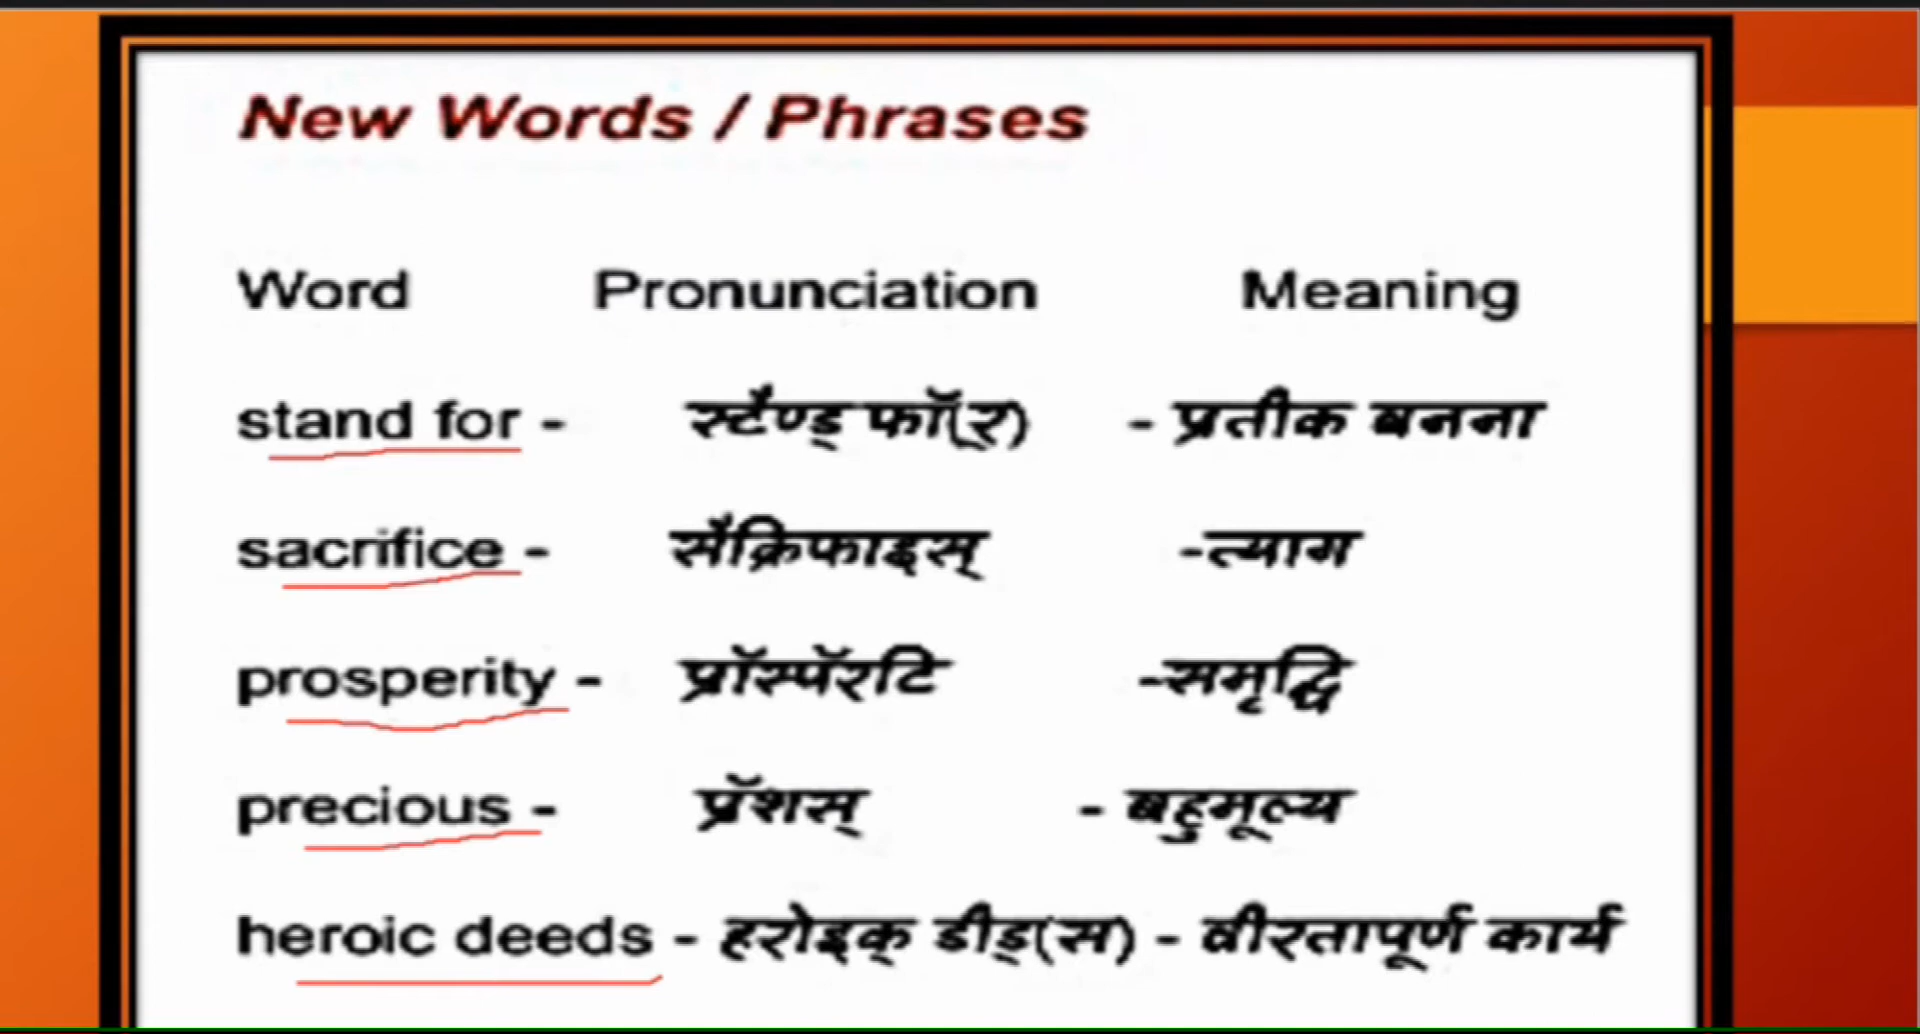 New Words / Phrases
Word Pronunciation Meaning
stand for - स्टैण्ड् फॉ(र्) - प्रतीक बनना
sacrifice - सैक्रिफाइस् -त्याग
prosperity - प्रॉस्पॅरटि -समृद्धि
precious - प्रॅशस् - बहुमूल्य
heroic deeds - हरोइक् डीड्(स) - वीरतापूर्ण कार्य